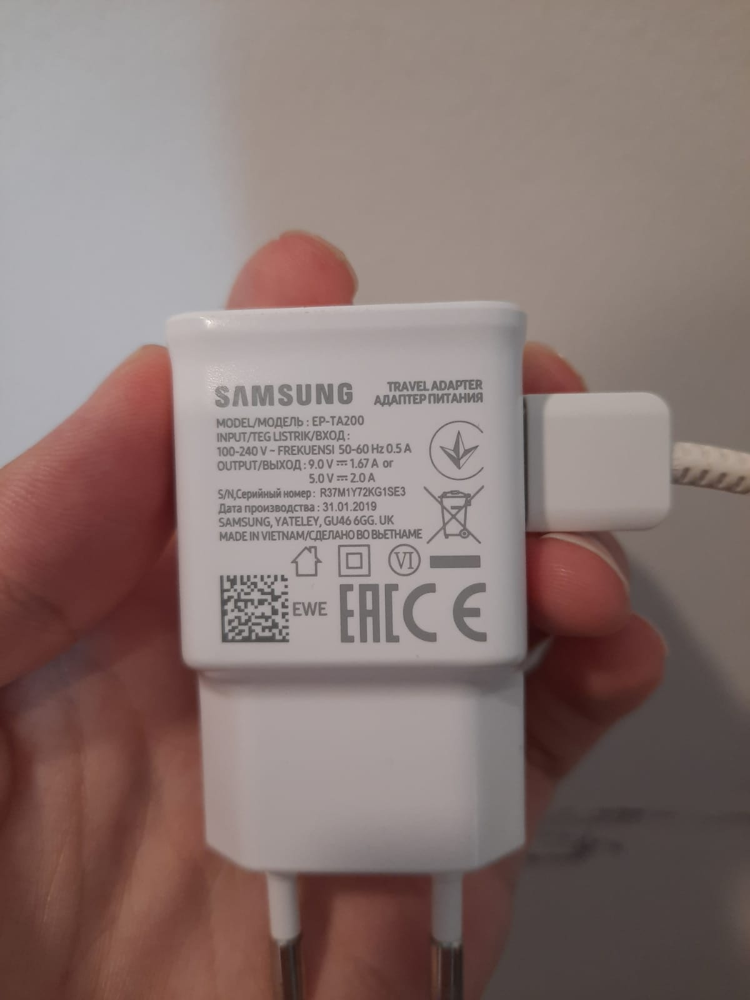 SAMSUNG
TRAVEL ADAPTER
АДАПТЕР ПИТАНИЯ
MODEL/МОДЕЛЬ : EP-TA200
INPUT/TEG LISTRIK/ВХОД :
100-240 V ~ FREKUENSI 50-60 Hz 0.5 A
OUTPUT/ВЫХОД : 9.0 V ⎓ 1.67 A or
5.0 V ⎓ 2.0 A
S/N,Серийный номер : R37M1Y72KG1SE3
Дата производства : 31.01.2019
SAMSUNG, YATELEY, GU46 6GG. UK
MADE IN VIETNAM/СДЕЛАНО ВО ВЬЕТНАМЕ
VI
EWE EAC CE